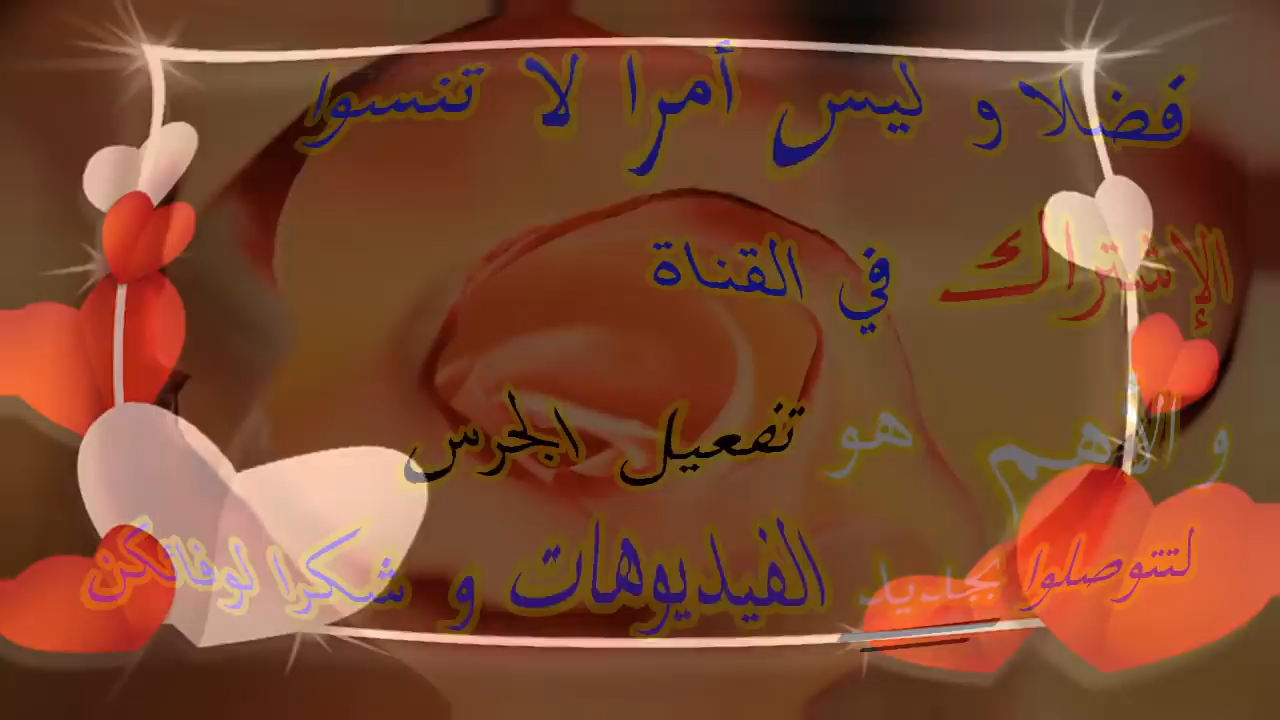 فضلا و ليس أمرا لا تنسوا
الإشتراك في القناة
و الأهم هو تفعيل الجرس
لتتوصلوا بجديد الفيديوهات و شكرا لوفائكن